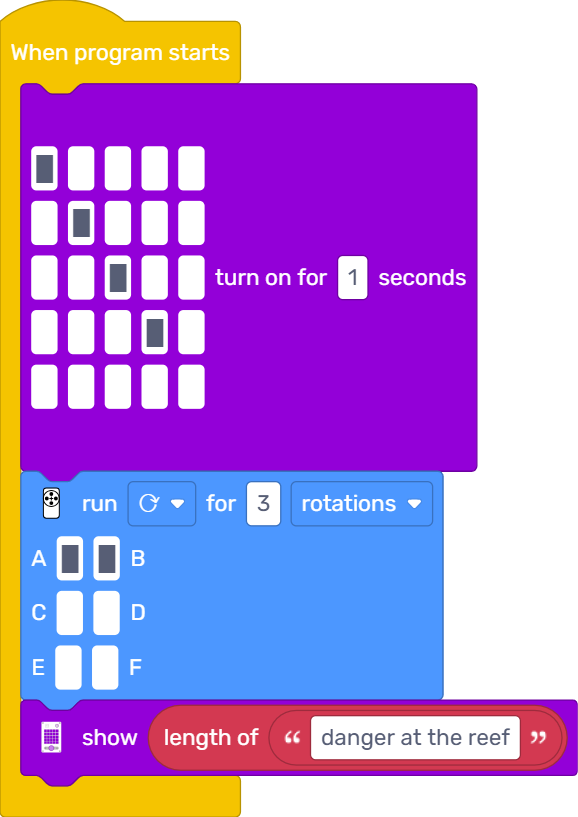 When program starts
turn on for 1 seconds
run for 3 rotations
A B
C D
E F
show length of “ danger at the reef ”